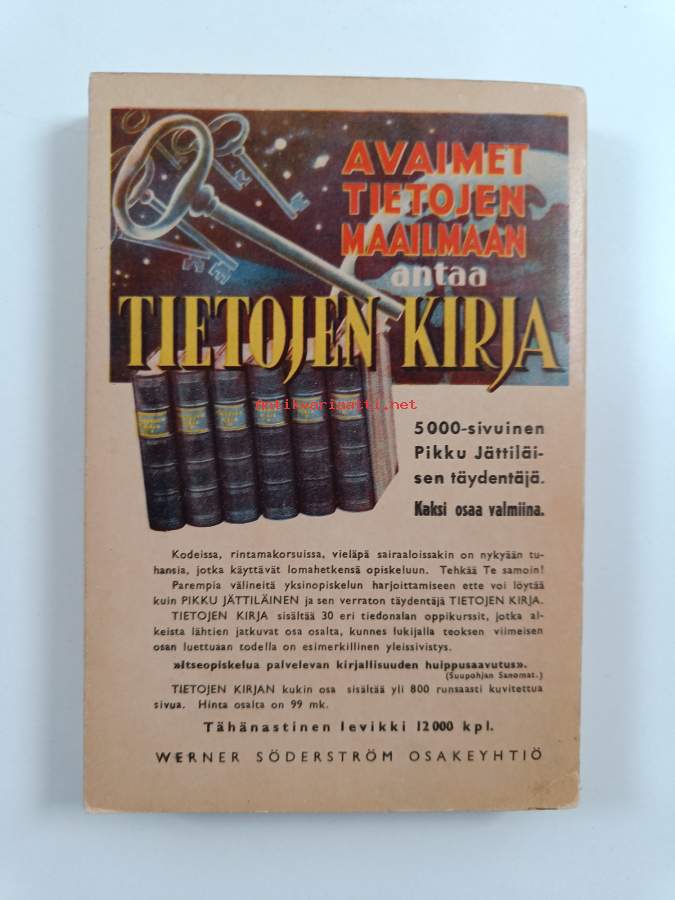 AVAIMET
TIETOJEN
MAAILMAAN
antaa
TIETOJEN KIRJA
antikvariaatti.net
5000-sivuinen
Pikku Jättiläi-
sen täydentäjä.
Kaksi osaa valmiina.
Kodeissa, rintamakorsuissa, vieläpä sairaaloissakin on nykyään tu-
hansia, jotka käyttävät lomahetkensä opiskeluun. Tehkää Te samoin!
Parempia välineitä yksinopiskelun harjoittamiseen ette voi löytää
kuin PIKKU JÄTTILÄINEN ja sen verraton täydentäjä TIETOJEN KIRJA.
TIETOJEN KIRJA sisältää 30 eri tiedonalan oppikurssit, jotka al-
keista lähtien jatkuvat osa osalta, kunnes lukijalla teoksen viimeisen
osan luettuaan todella on esimerkillinen yleissivistys.
»Itseopiskelua palvelevan kirjallisuuden huippusaavutus».
(Suupohjan Sanomat.)
TIETOJEN KIRJAN kukin osa sisältää yli 800 runsaasti kuvitettua
sivua. Hinta osalta on 99 mk.
Tähänastinen levikki 12000 kpl.
WERNER SÖDERSTRÖM OSAKEYHTIÖ